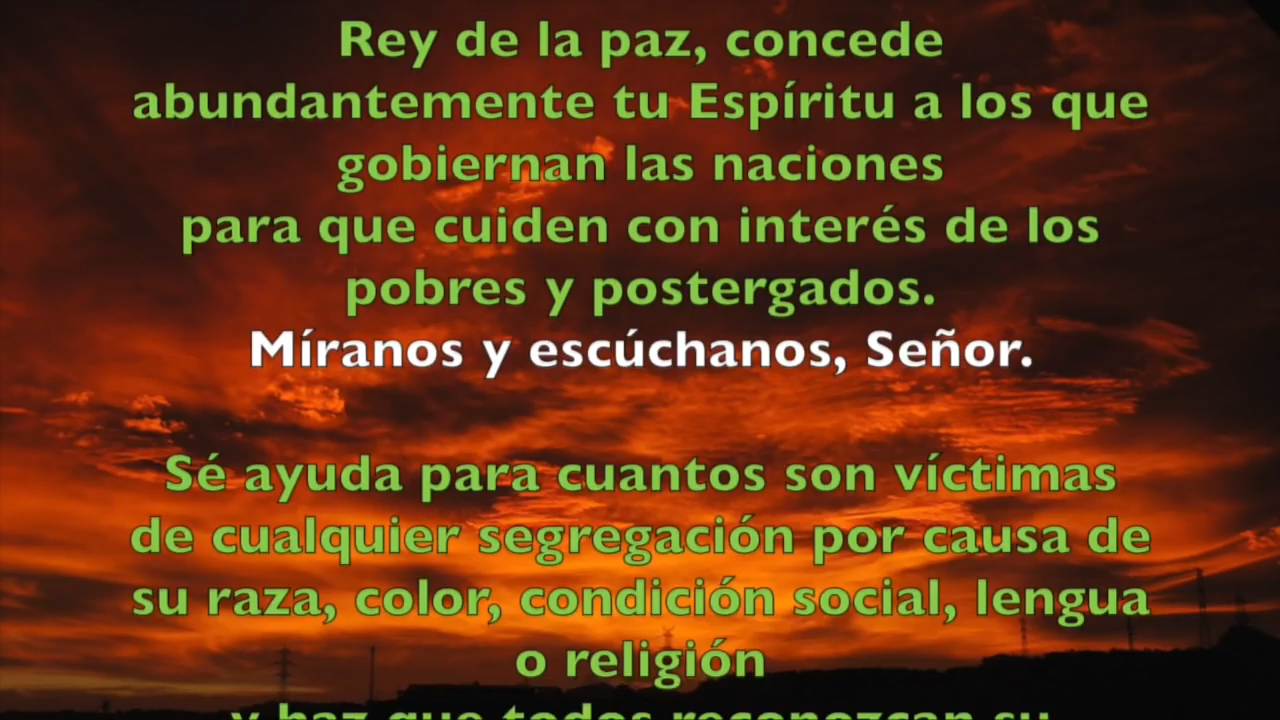 Rey de la paz, concede
abundantemente tu Espíritu a los que
gobiernan las naciones
para que cuiden con interés de los
pobres y postergados.
Míranos y escúchanos, Señor.
Sé ayuda para cuantos son víctimas
de cualquier segregación por causa de
su raza, color, condición social, lengua
o religión
y haz que todos reconozcan su